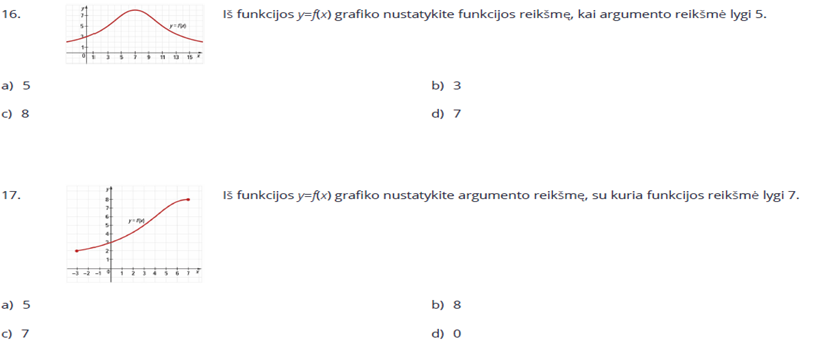 16. Iš funkcijos y=f(x) grafiko nustatykite funkcijos reikšmę, kai argumento reikšmė lygi 5.
y
7
5
3
1
y = f(x)
0 1 3 5 7 9 11 13 15 x
a) 5 b) 3
c) 8 d) 7
17. Iš funkcijos y=f(x) grafiko nustatykite argumento reikšmę, su kuria funkcijos reikšmė lygi 7.
y
8
7
6
5
4
3
2
1
y = f(x)
-3 -2 -1 0 1 2 3 4 5 6 7 x
a) 5 b) 8
c) 7 d) 0